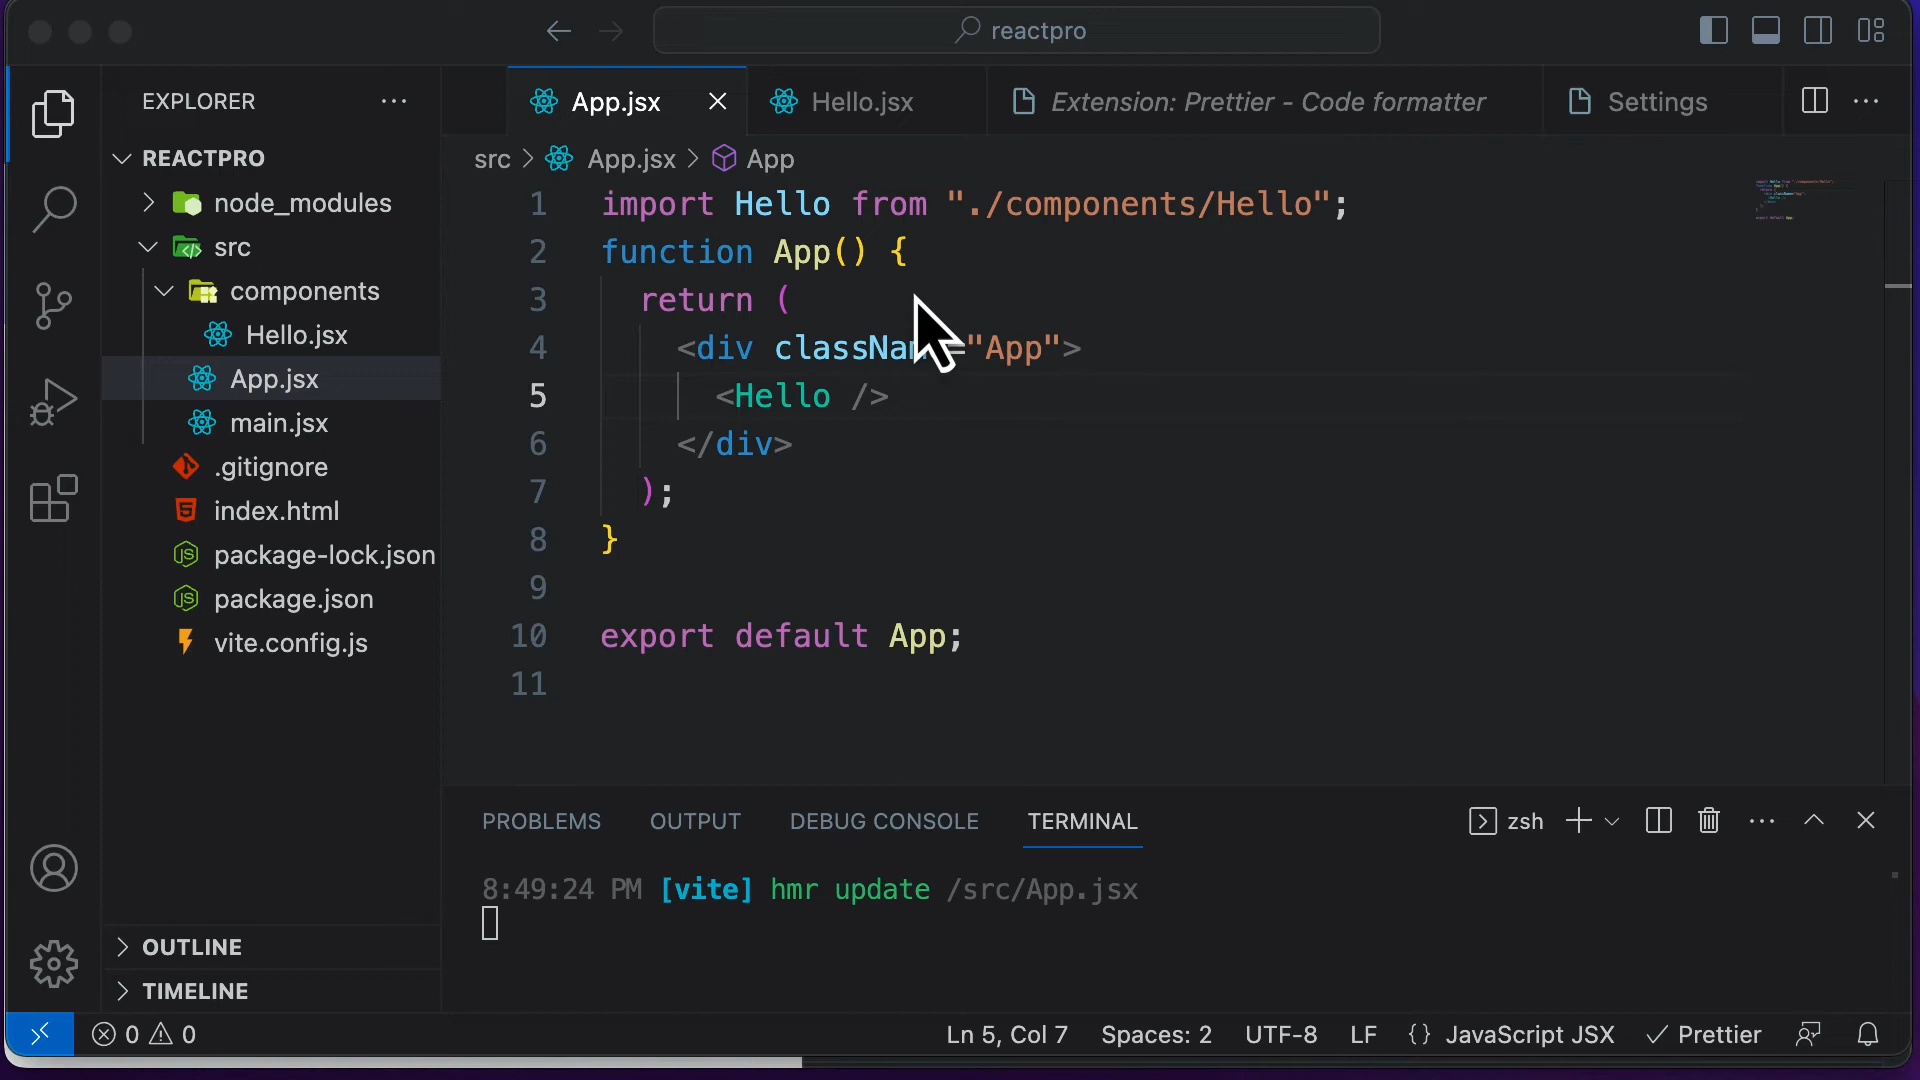 reactpro
EXPLORER
REACTPRO
node_modules
src
components
Hello.jsx
App.jsx
main.jsx
.gitignore
index.html
package-lock.json
package.json
vite.config.js
OUTLINE
TIMELINE
App.jsx
Hello.jsx
Extension: Prettier - Code formatter
Settings
src > App.jsx > App
1 import Hello from "./components/Hello";
2 function App() {
3 return (
4 <div className="App">
5 <Hello />
6 </div>
7 );
8 }
9
10 export default App;
11
PROBLEMS OUTPUT DEBUG CONSOLE TERMINAL
zsh
8:49:24 PM [vite] hmr update /src/App.jsx
0 0
Ln 5, Col 7 Spaces: 2 UTF-8 LF {} JavaScript JSX Prettier